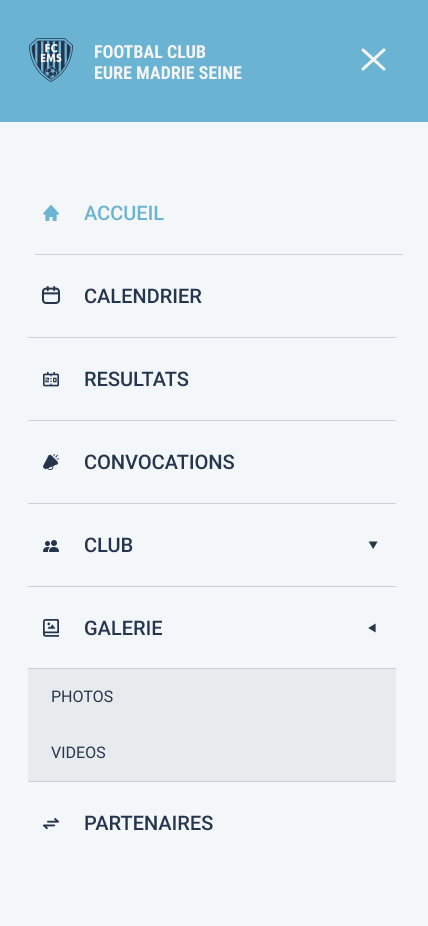 FC
EMS
FOOTBAL CLUB
EURE MADRIE SEINE
ACCUEIL
CALENDRIER
RESULTATS
CONVOCATIONS
CLUB
GALERIE
PHOTOS
VIDEOS
PARTENAIRES